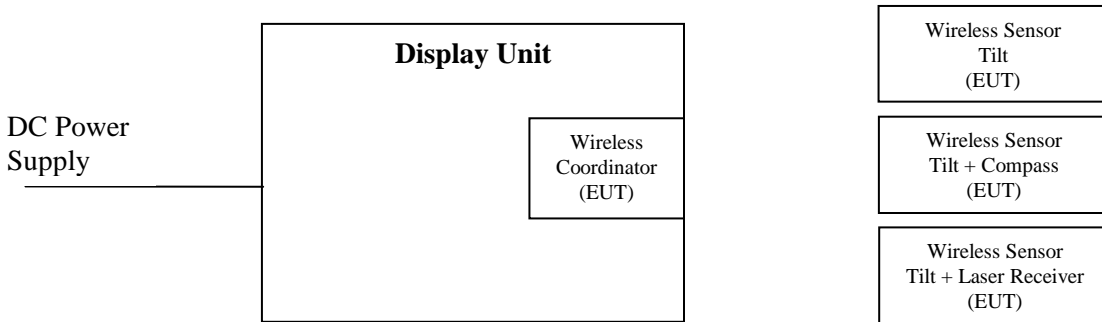 Display Unit
DC Power
Supply
Wireless
Coordinator
(EUT)
Wireless Sensor
Tilt
(EUT)
Wireless Sensor
Tilt + Compass
(EUT)
Wireless Sensor
Tilt + Laser Receiver
(EUT)